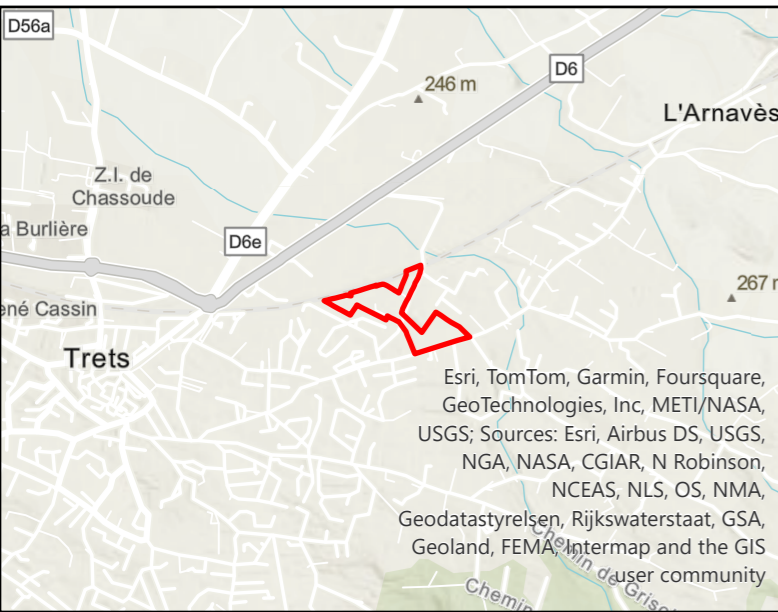 D56a
D6
246 m
L'Arnavès
Z.I. de
Chassoude
a Burlière
D6e
267 m
ené Cassin
Trets
Esri, TomTom, Garmin, Foursquare,
GeoTechnologies, Inc, METI/NASA,
USGS; Sources: Esri, Airbus DS, USGS,
NGA, NASA, CGIAR, N Robinson,
NCEAS, NLS, OS, NMA,
Geodatastyrelsen, Rijkswaterstaat, GSA,
Geoland, FEMA, Intermap and the GIS
user community
Chemin de Grisol
Chemin